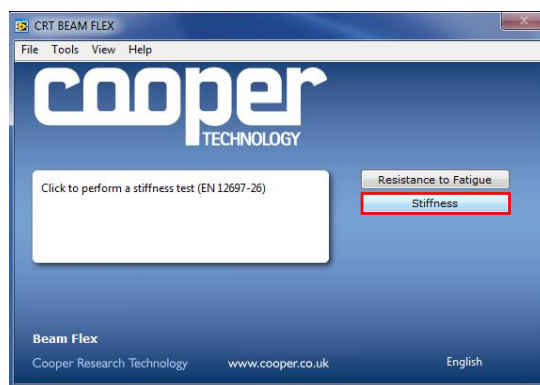 CRT BEAM FLEX
File Tools View Help
cooper
TECHNOLOGY
Click to perform a stiffness test (EN 12697-26)
Resistance to Fatigue
Stiffness
Beam Flex
Cooper Research Technology www.cooper.co.uk English